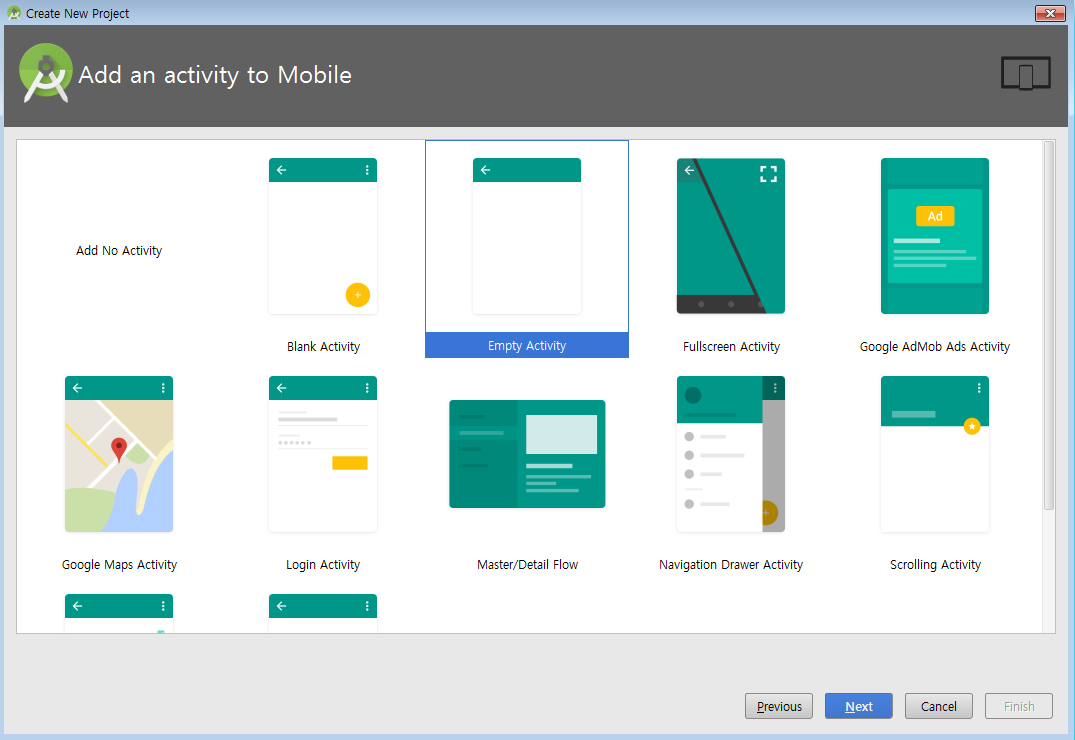 Create New Project
Add an activity to Mobile
Add No Activity
Blank Activity
Empty Activity
Fullscreen Activity
Ad
Google AdMob Ads Activity
Google Maps Activity
Login Activity
Master/Detail Flow
Navigation Drawer Activity
Scrolling Activity
Previous
Next
Cancel
Finish